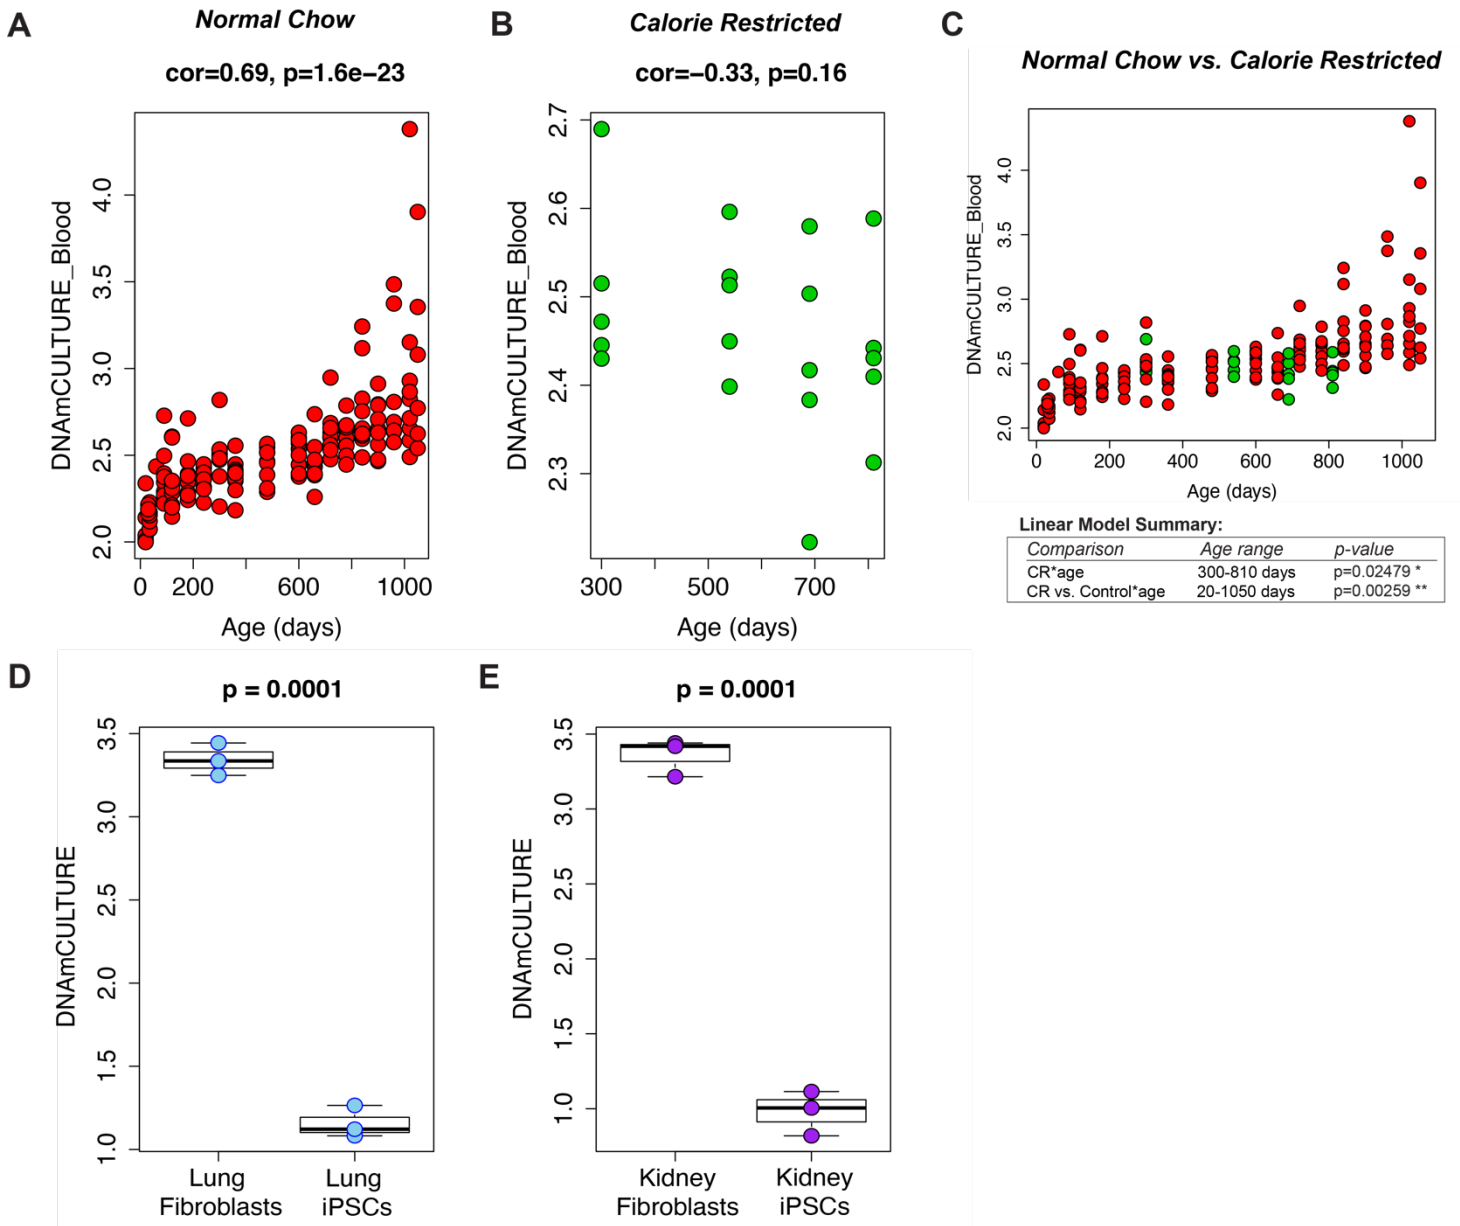 A
Normal Chow
cor=0.69, p=1.6e−23
DNAmCULTURE_Blood
4.0
3.5
3.0
2.5
2.0
0
200
600
1000
Age (days)
B
Calorie Restricted
cor=−0.33, p=0.16
DNAmCULTURE_Blood
2.7
2.6
2.5
2.4
2.3
300
500
700
Age (days)
C
Normal Chow vs. Calorie Restricted
DNAmCULTURE_Blood
4.0
3.5
3.0
2.5
2.0
0
200
400
600
800
1000
Age (days)
Linear Model Summary:
Comparison Age range p-value
CR*age 300-810 days p=0.02479 *
CR vs. Control*age 20-1050 days p=0.00259 **
D
p = 0.0001
DNAmCULTURE
3.5
3.0
2.5
2.0
1.5
1.0
Lung
Fibroblasts
Lung
iPSCs
E
p = 0.0001
DNAmCULTURE
3.5
3.0
2.5
2.0
1.5
1.0
Kidney
Fibroblasts
Kidney
iPSCs